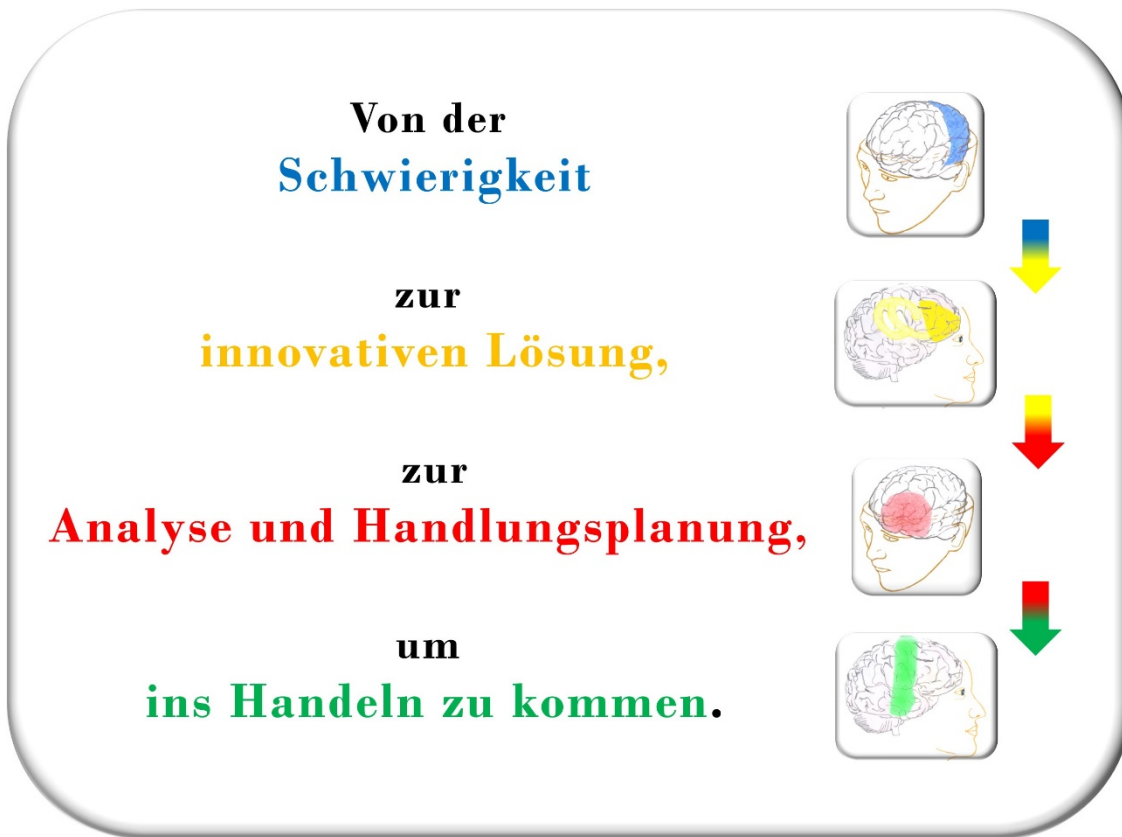 Von der
Schwierigkeit
zur
innovativen Lösung,
zur
Analyse und Handlungsplanung,
um
ins Handeln zu kommen.